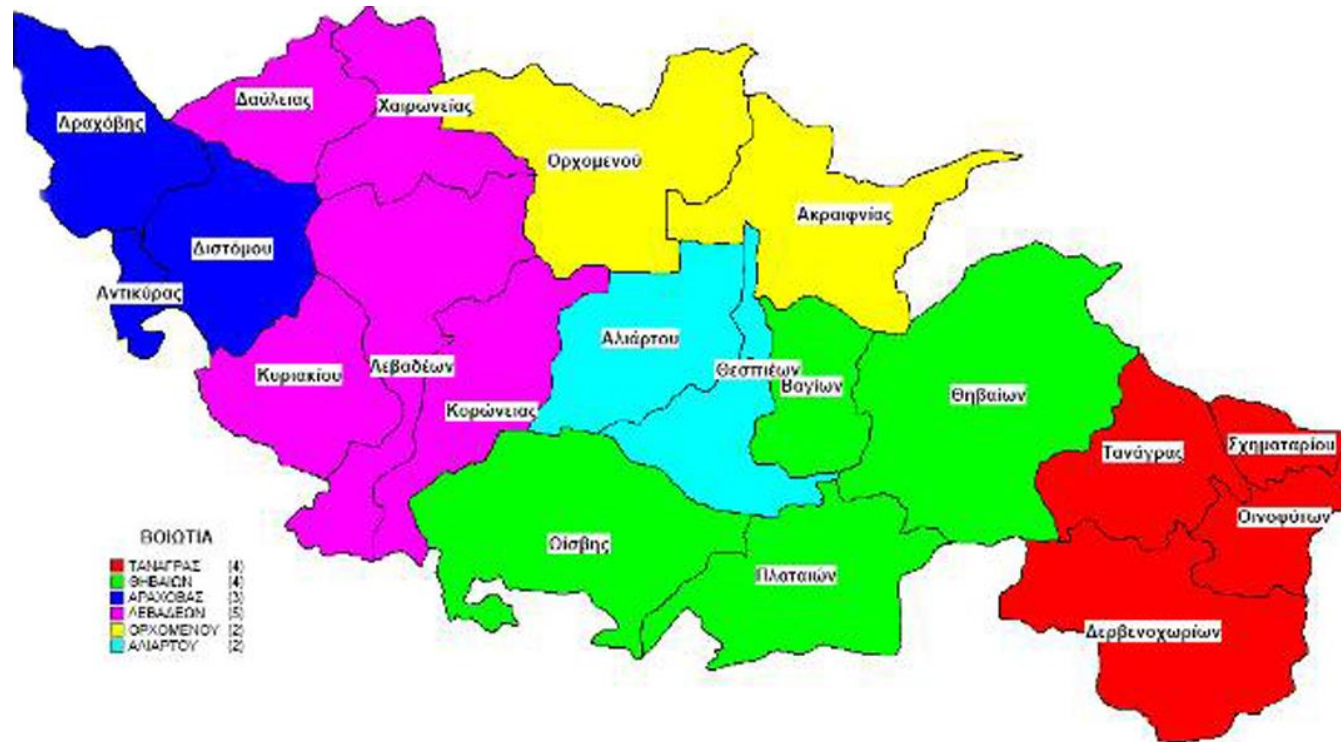 Δαύλειας
Χαιρωνείας
Αραχόβης
Ορχομενού
Ακραιφνίας
Διστόμου
Αντικύρας
Αλιάρτου
Λεβαδέων
Θεσπιέων
Κυριακίου
Βαγίων
Θηβαίων
Κορώνειας
Σχηματαρίου
Τανάγρας
Οινοφύτων
Θίσβης
Πλαταιών
Δερβενοχωρίων
ΒΟΙΩΤΙΑ
ΤΑΝΑΓΡΑΣ (4)
ΘΗΒΑΙΩΝ (4)
ΑΡΑΧΟΒΑΣ (3)
ΛΕΒΑΔΕΩΝ (5)
ΟΡΧΟΜΕΝΟΥ (2)
ΑΛΙΑΡΤΟΥ (2)